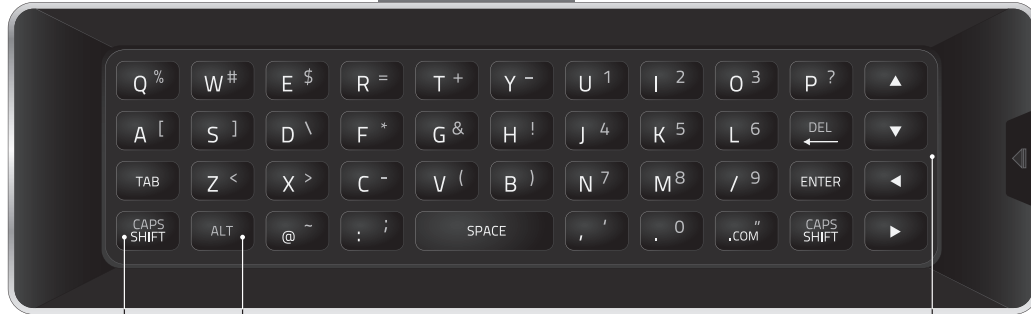 Q % W # E $ R = T + Y - U 1 I 2 O 3 P ? ▲
A [ S ] D \ F * G & H ! J 4 K 5 L 6 DEL ▼
TAB Z < X > C - V ( B ) N 7 M 8 / 9 ENTER ◀
CAPS SHIFT ALT @ ~ : ; SPACE , ' . 0 .COM " CAPS SHIFT ▶